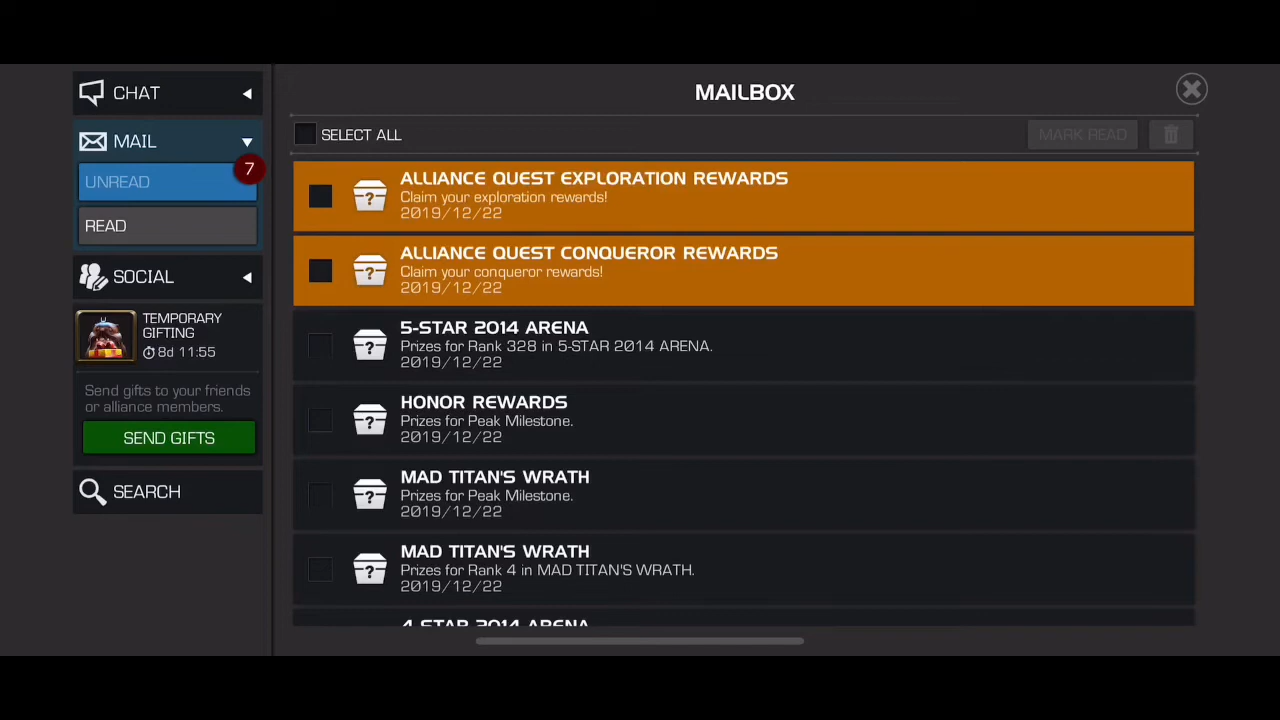 CHAT
MAIL
7
UNREAD
READ
SOCIAL
TEMPORARY
GIFTING
8d 11:55
Send gifts to your friends
or alliance members.
SEND GIFTS
SEARCH
MAILBOX
SELECT ALL
MARK READ
ALLIANCE QUEST EXPLORATION REWARDS
Claim your exploration rewards!
2019/12/22
ALLIANCE QUEST CONQUEROR REWARDS
Claim your conqueror rewards!
2019/12/22
5-STAR 2014 ARENA
Prizes for Rank 328 in 5-STAR 2014 ARENA.
2019/12/22
HONOR REWARDS
Prizes for Peak Milestone.
2019/12/22
MAD TITAN'S WRATH
Prizes for Peak Milestone.
2019/12/22
MAD TITAN'S WRATH
Prizes for Rank 4 in MAD TITAN'S WRATH.
2019/12/22
4-STAR 2014 ARENA